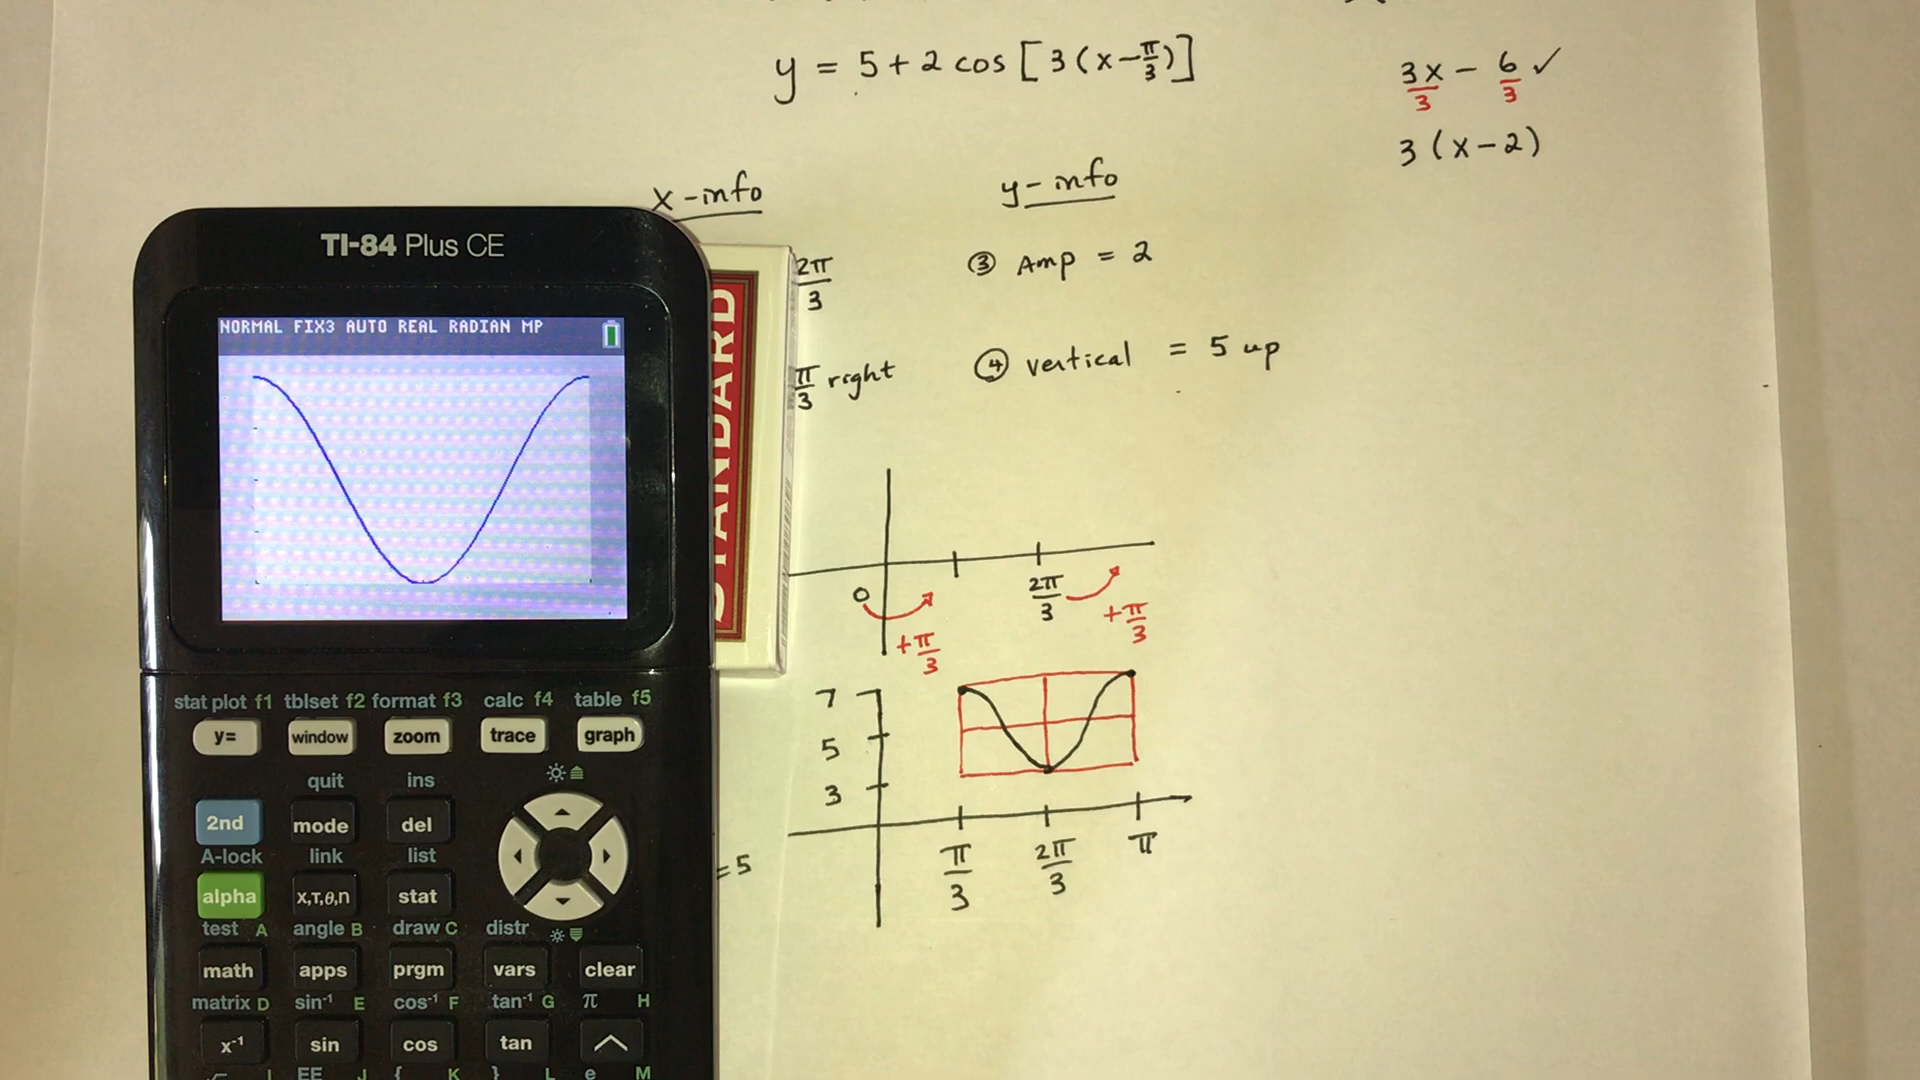 y = 5 + 2 cos [ 3 ( x - π/3 ) ]
3x/3 - 6/3 ✓
3 ( x - 2 )
x - info
y - info
2π/3
③ Amp = 2
π/3 right
④ vertical = 5 up
0
+π/3
2π/3
+π/3
7
5
3
π/3
2π/3
π
= 5
STANDARD
TI-84 Plus CE
NORMAL FIX3 AUTO REAL RADIAN MP
stat plot f1 tblset f2 format f3 calc f4 table f5
y= window zoom trace graph
quit ins
2nd mode del
A-lock link list
alpha X,T,θ,n stat
test A angle B draw C distr
math apps prgm vars clear
matrix D sin⁻¹ E cos⁻¹ F tan⁻¹ G π H
x⁻¹ sin cos tan ^
EE J { K } L e M